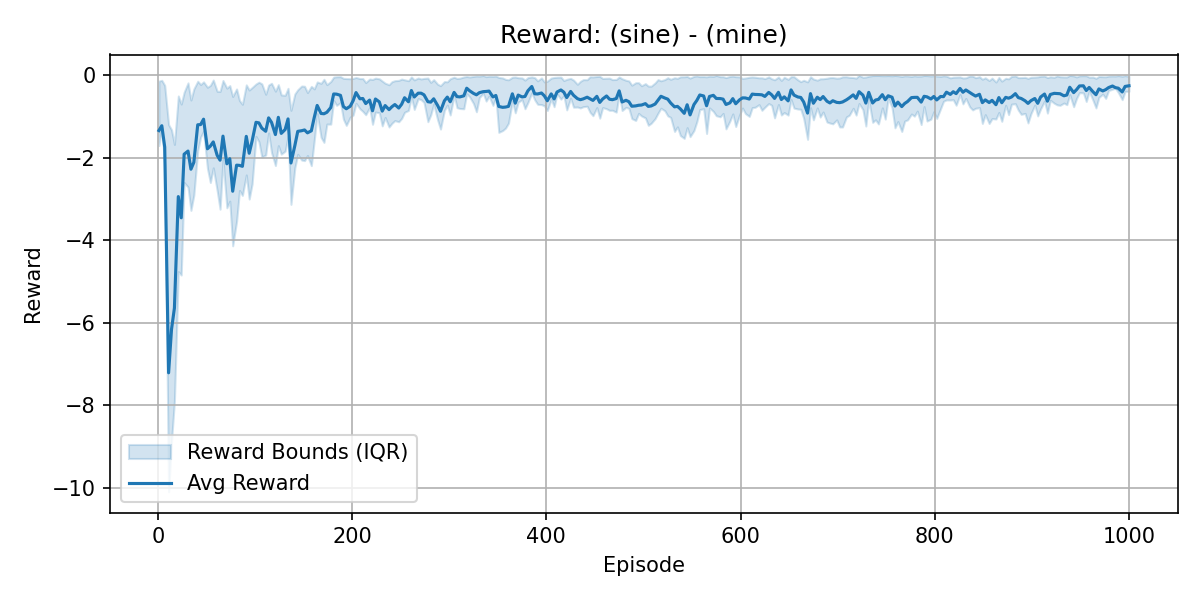 Reward: (sine) - (mine)
Reward
0
−2
−4
−6
−8
−10
Reward Bounds (IQR)
Avg Reward
0 200 400 600 800 1000
Episode